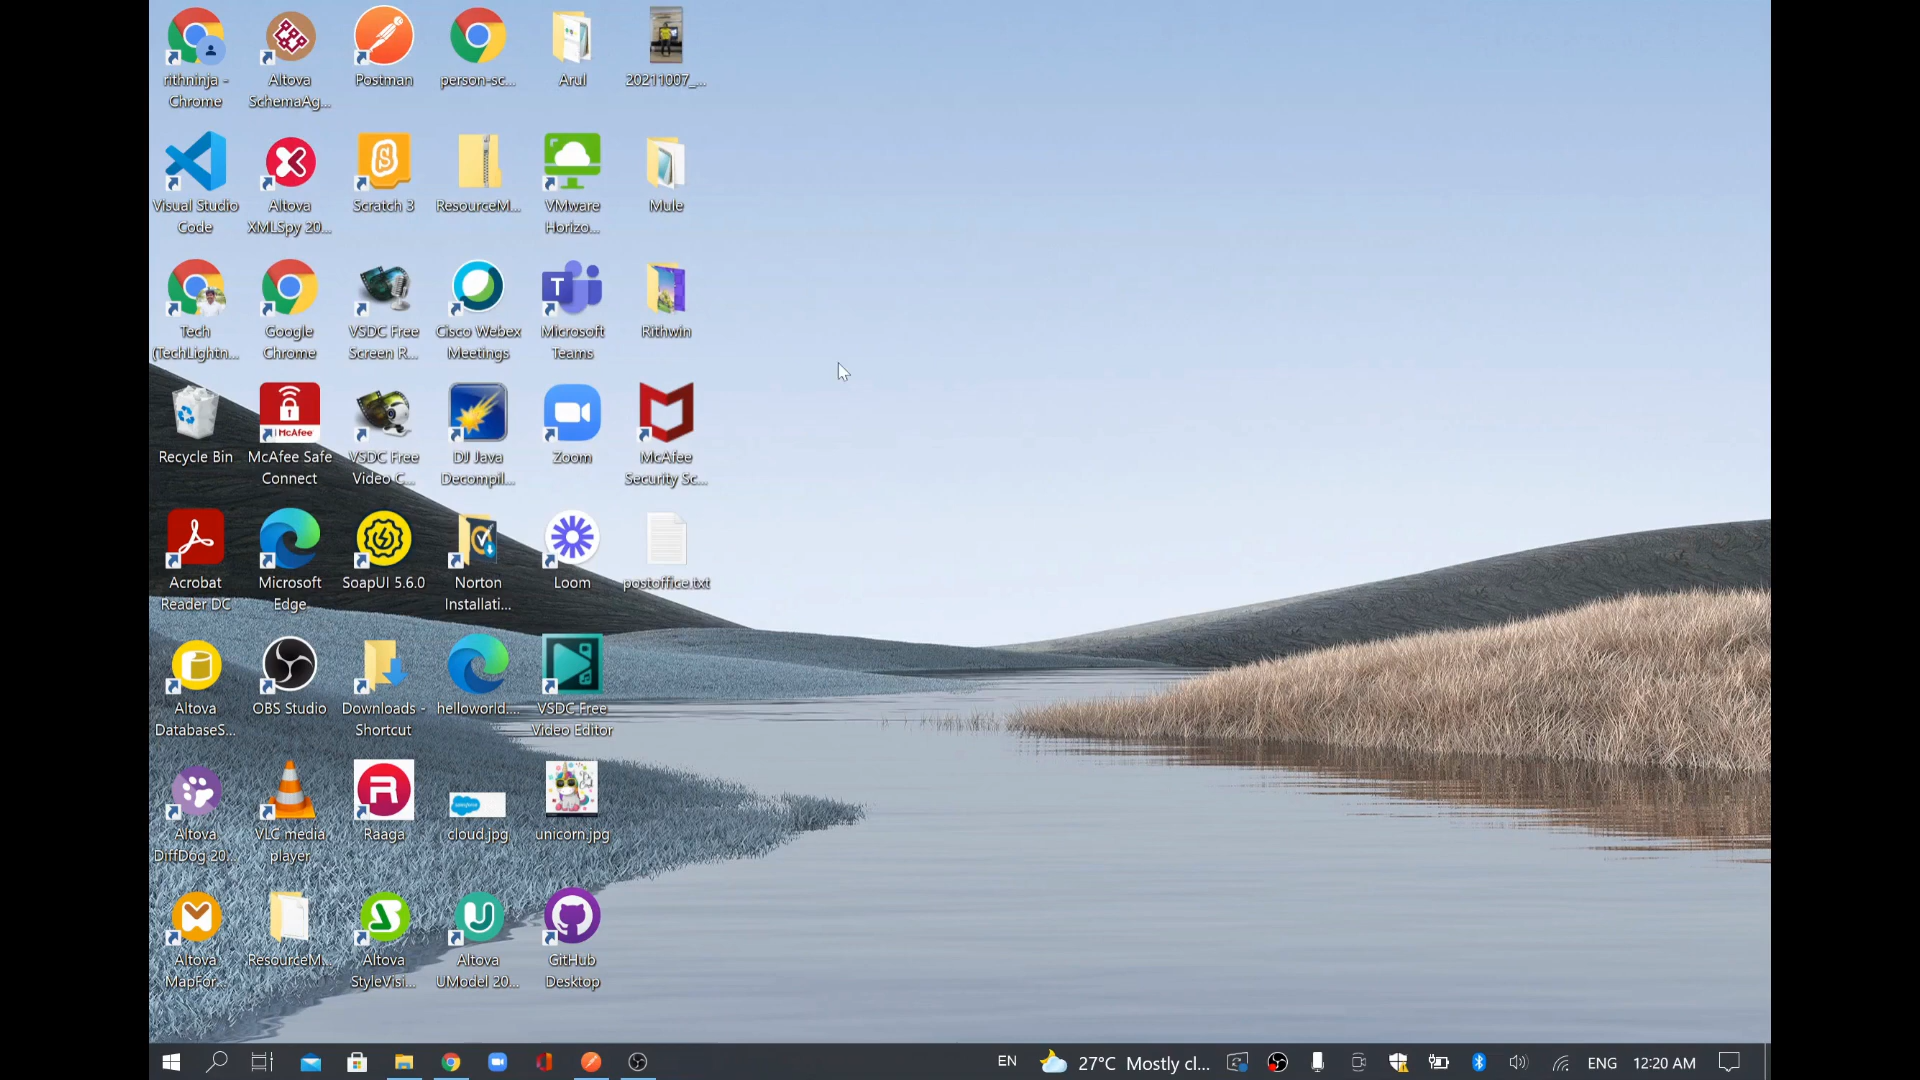 rithninja -
Chrome
Altova
SchemaAg...
Postman
person-sc...
Arul
20211007_...
Visual Studio
Code
Altova
XMLSpy 20...
Scratch 3
ResourceM...
VMware
Horizo...
Mule
Tech
(TechLightn...
Google
Chrome
VSDC Free
Screen R...
Cisco Webex
Meetings
Microsoft
Teams
Rithwin
Recycle Bin
McAfee
McAfee Safe
Connect
VSDC Free
Video C...
DJ Java
Decompil...
Zoom
McAfee
Security Sc...
Acrobat
Reader DC
Microsoft
Edge
SoapUI 5.6.0
Norton
Installati...
Loom
postoffice.txt
Altova
DatabaseS...
OBS Studio
Downloads -
Shortcut
helloworld....
VSDC Free
Video Editor
Altova
DiffDog 20...
VLC media
player
Raaga
cloud.jpg
unicorn.jpg
Altova
MapFor...
ResourceM...
Altova
StyleVisi...
Altova
UModel 20...
GitHub
Desktop
EN
27°C Mostly cl...
ENG
12:20 AM